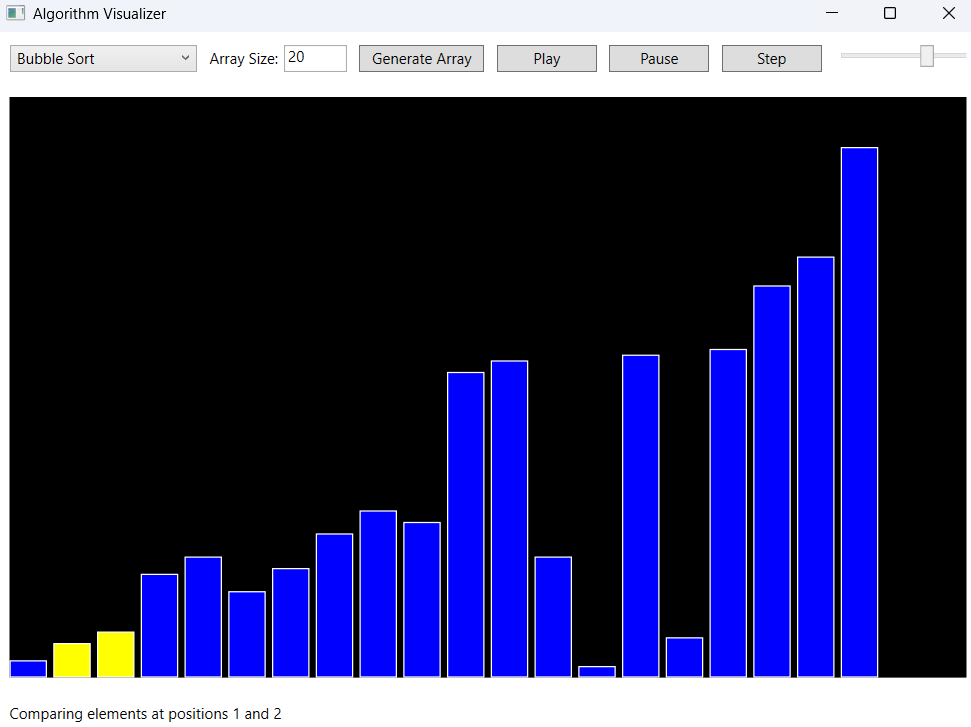 Algorithm Visualizer
Bubble Sort Array Size: 20 Generate Array Play Pause Step
Comparing elements at positions 1 and 2